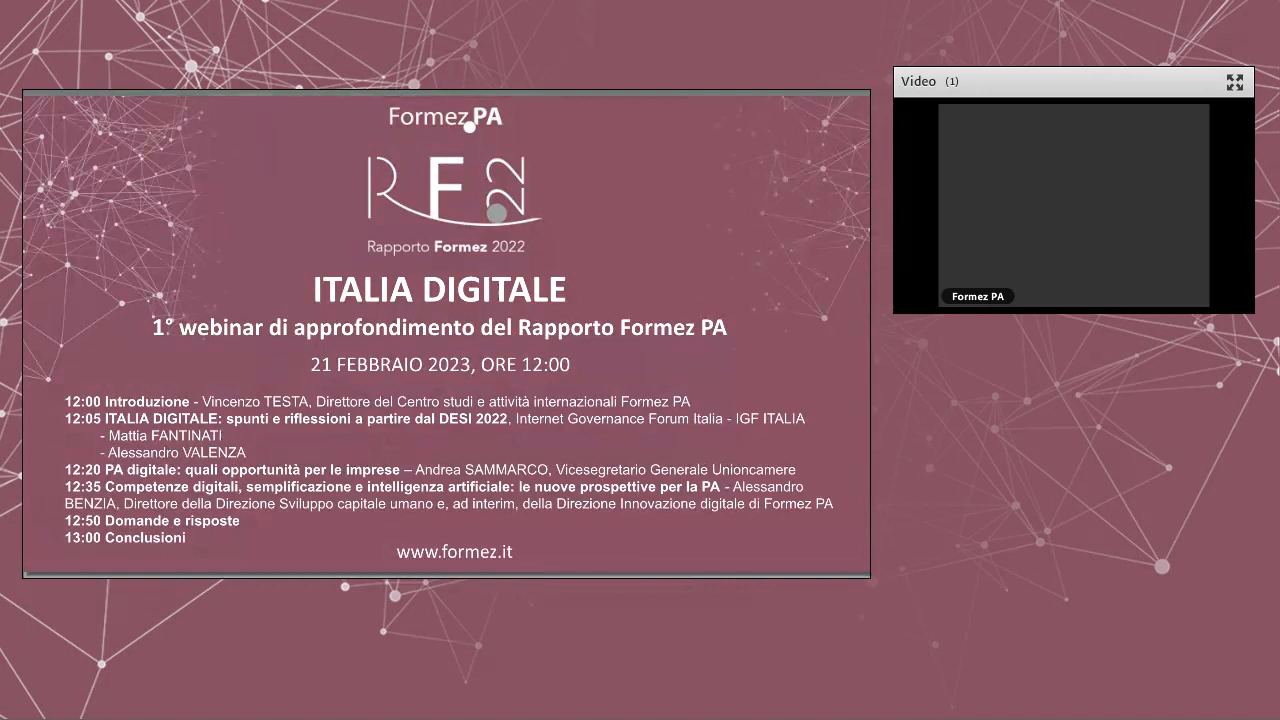 Formez PA
RF22
Rapporto Formez 2022
ITALIA DIGITALE
1° webinar di approfondimento del Rapporto Formez PA
21 FEBBRAIO 2023, ORE 12:00
12:00 Introduzione - Vincenzo TESTA, Direttore del Centro studi e attività internazionali Formez PA
12:05 ITALIA DIGITALE: spunti e riflessioni a partire dal DESI 2022, Internet Governance Forum Italia - IGF ITALIA
- Mattia FANTINATI
- Alessandro VALENZA
12:20 PA digitale: quali opportunità per le imprese – Andrea SAMMARCO, Vicesegretario Generale Unioncamere
12:35 Competenze digitali, semplificazione e intelligenza artificiale: le nuove prospettive per la PA - Alessandro
BENZIA, Direttore della Direzione Sviluppo capitale umano e, ad interim, della Direzione Innovazione digitale di Formez PA
12:50 Domande e risposte
13:00 Conclusioni
www.formez.it
Video (1)
Formez PA